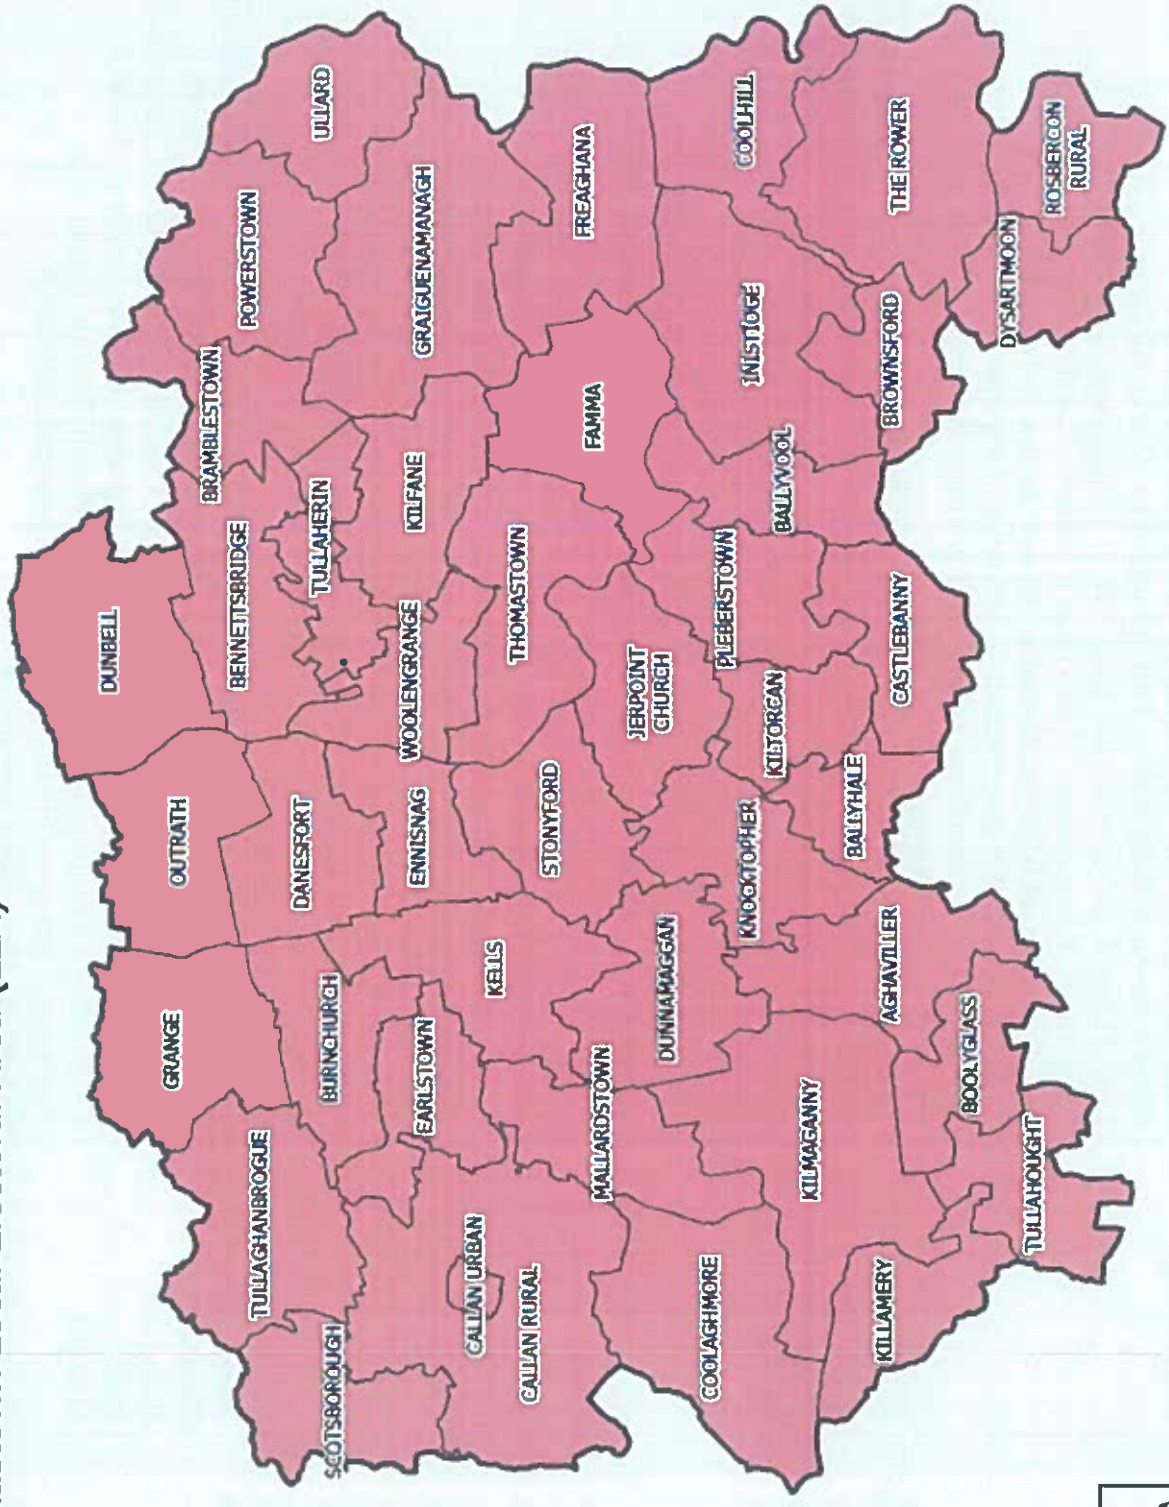 DUNBELL
GRANGE
OUTRATH
BRAMBLESTOWN
BENNETTSBRIDGE
POWERSTOWN
TULLAGHANBROGUE
DANESFORT
TULLAHERIN
ULLARD
SCOTSBOROUGH
BURNCHURCH
WOOLENGRANGE
KILFANE
ENNISNAG
GRAIGUENAMANAGH
EARLSTOWN
CALLAN URBAN
KELLS
THOMASTOWN
CALLAN RURAL
STONYFORD
FREAGHANA
FAMMA
MALLARDSTOWN
JERPOINT
CHURCH
DUNNAMAGGAN
COOLAGHMORE
PLEBERSTOWN
KNOCKTOPHER
INISTIOGE
COOLHILL
KILTORCAN
BALLYVOOL
KILMAGANNY
BALLYHALE
KILLAMERY
AGHAVILLER
BROWNSFORD
CASTLEBANNY
THE ROWER
BOOLYGLASS
DYSARTMOON
TULLAHOUGHT
ROSBERCON
RURAL